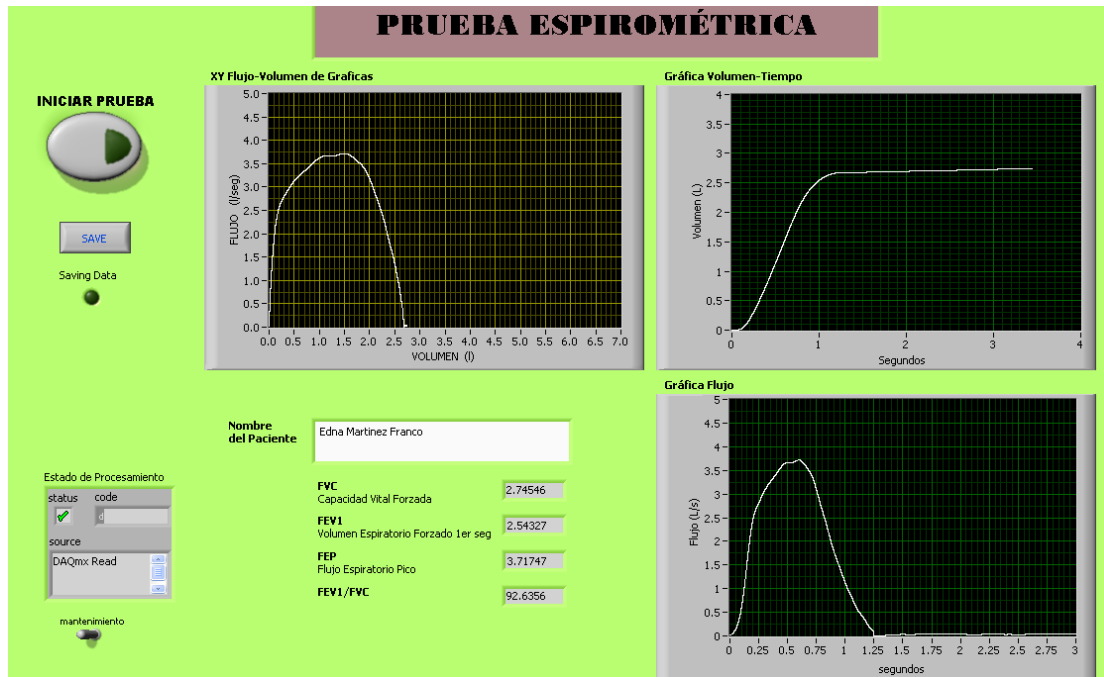 PRUEBA ESPIROMÉTRICA
INICIAR PRUEBA
SAVE
Saving Data
XY Flujo-Volumen de Graficas
5.0
4.5
4.0
3.5
3.0
2.5
2.0
1.5
1.0
0.5
0.0
FLUJO (l/seg)
0.0 0.5 1.0 1.5 2.0 2.5 3.0 3.5 4.0 4.5 5.0 5.5 6.0 6.5 7.0
VOLUMEN (l)
Gráfica Volumen-Tiempo
4
3.5
3
2.5
2
1.5
1
0.5
0
Volumen (L)
0 1 2 3 4
Segundos
Gráfica Flujo
5
4.5
4
3.5
3
2.5
2
1.5
1
0.5
0
Flujo (L/s)
0 0.25 0.5 0.75 1 1.25 1.5 1.75 2 2.25 2.5 2.75 3
segundos
Nombre
del Paciente
Edna Martinez Franco
FVC
Capacidad Vital Forzada
2.74546
FEV1
Volumen Espiratorio Forzado 1er seg
2.54327
FEP
Flujo Espiratorio Pico
3.71747
FEV1/FVC
92.6356
Estado de Procesamiento
status code
d
source
DAQmx Read
mantenimiento